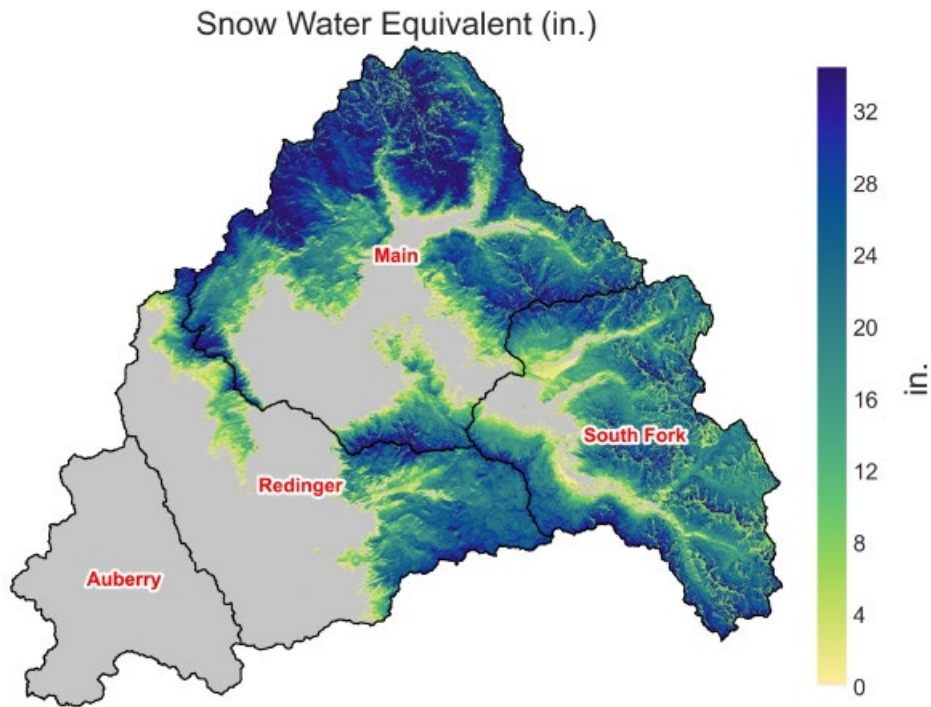 Snow Water Equivalent (in.)
32
28
24
20
16
12
8
4
0
in.
Main
South Fork
Redinger
Auberry